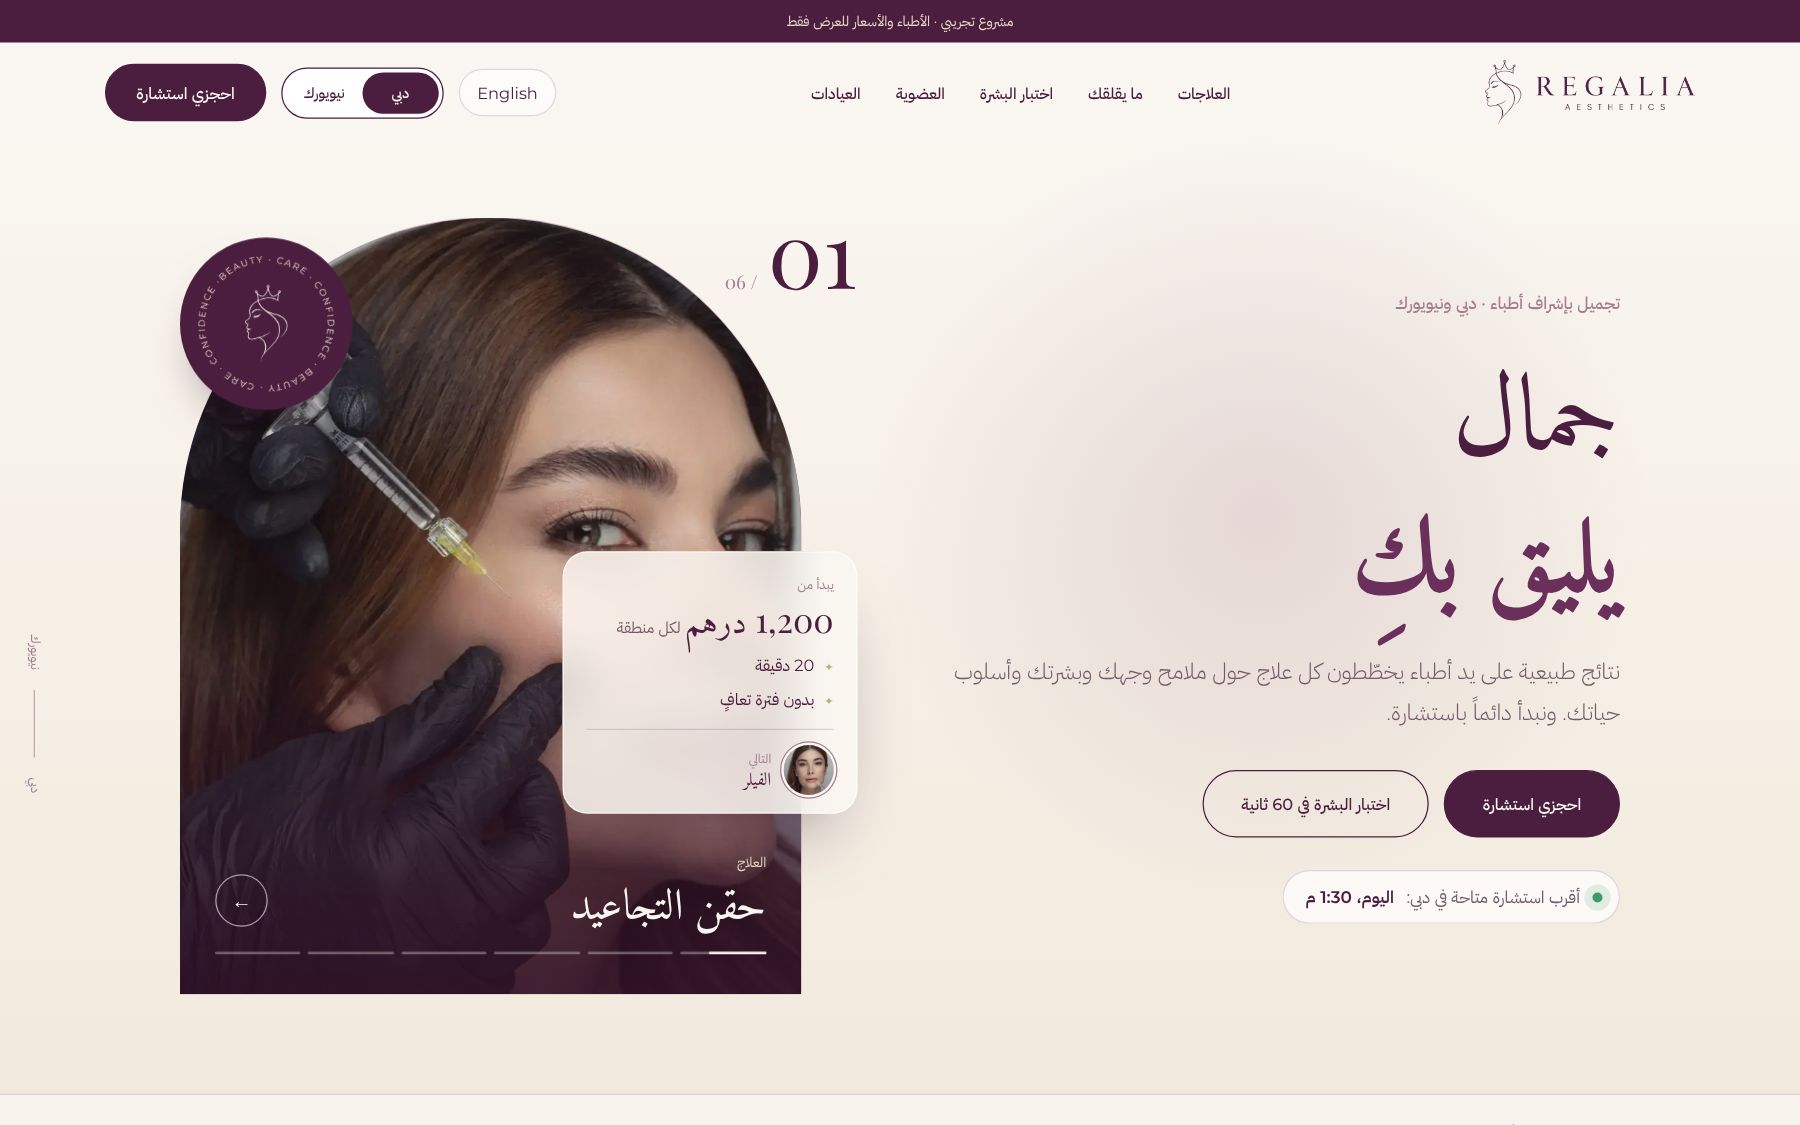 مشروع تجريبي · الأطباء والأسعار للعرض فقط
REGALIA
AESTHETICS
العلاجات
ما يقلقك
اختبار البشرة
العضوية
العيادات
English
دبي
نيويورك
احجزي استشارة
تجميل بإشراف أطباء · دبي ونيويورك
جمال
يليق بكِ
نتائج طبيعية على يد أطباء يخطّطون كل علاج حول ملامح وجهك وبشرتك وأسلوب
حياتك. ونبدأ دائماً باستشارة.
احجزي استشارة
اختبار البشرة في 60 ثانية
أقرب استشارة متاحة في دبي: اليوم، 1:30 م
01
/ 06
BEAUTY · CARE · CONFIDENCE · BEAUTY · CARE · CONFIDENCE ·
يبدأ من
1,200 درهم لكل منطقة
20 دقيقة
بدون فترة تعافٍ
التالي
الفيلر
العلاج
حقن التجاعيد
←
نيويورك
دبي